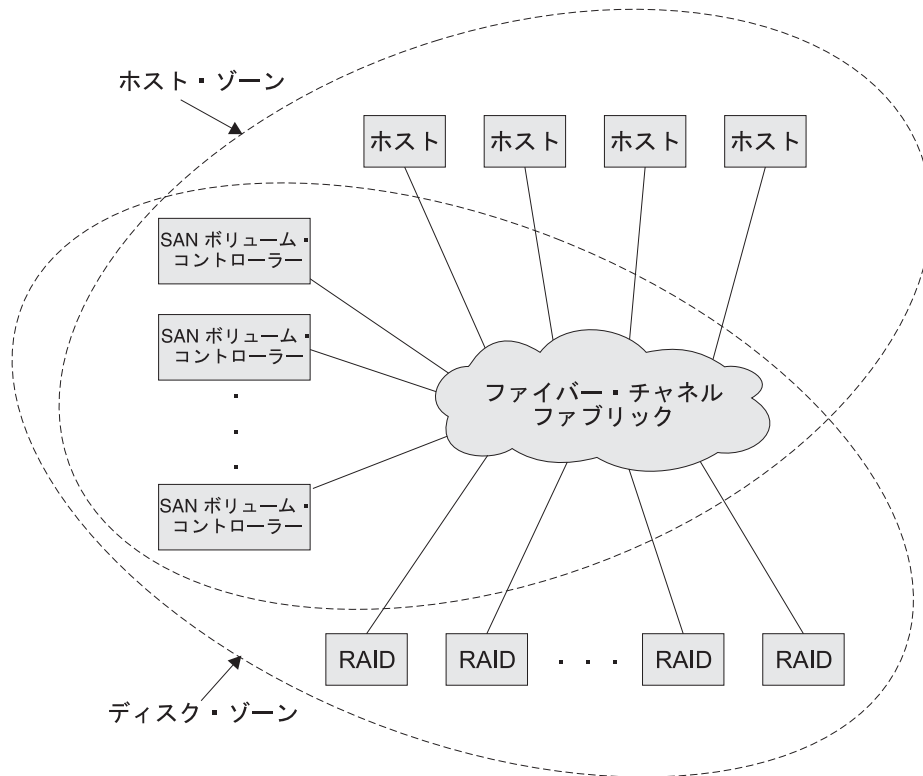 ホスト・ゾーン
ホスト
ホスト
ホスト
ホスト
SAN ボリューム・
コントローラー
SAN ボリューム・
コントローラー
・
・
・
SAN ボリューム・
コントローラー
ファイバー・チャネル
ファブリック
RAID
RAID
・・・
RAID
RAID
ディスク・ゾーン